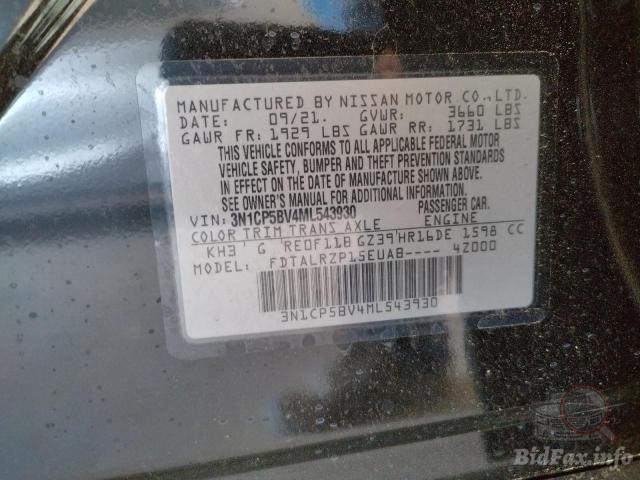 MANUFACTURED BY NISSAN MOTOR CO.,LTD.
DATE: 09/21. GVWR: 3660 LBS
GAWR FR: 1929 LBS GAWR RR: 1731 LBS
THIS VEHICLE CONFORMS TO ALL APPLICABLE FEDERAL MOTOR
VEHICLE SAFETY, BUMPER AND THEFT PREVENTION STANDARDS
IN EFFECT ON THE DATE OF MANUFACTURE SHOWN ABOVE.
SEE OWNER'S MANUAL FOR ADDITIONAL INFORMATION.
VIN: 3N1CP5BV4ML543930 PASSENGER CAR.
COLOR TRIM TRANS AXLE ENGINE
KH3 G RE0F11B GZ39 HR16DE 1598 CC
MODEL: FDTALRZP15EUAB---- 4Z000
3N1CP5BV4ML543930
BidFax.info